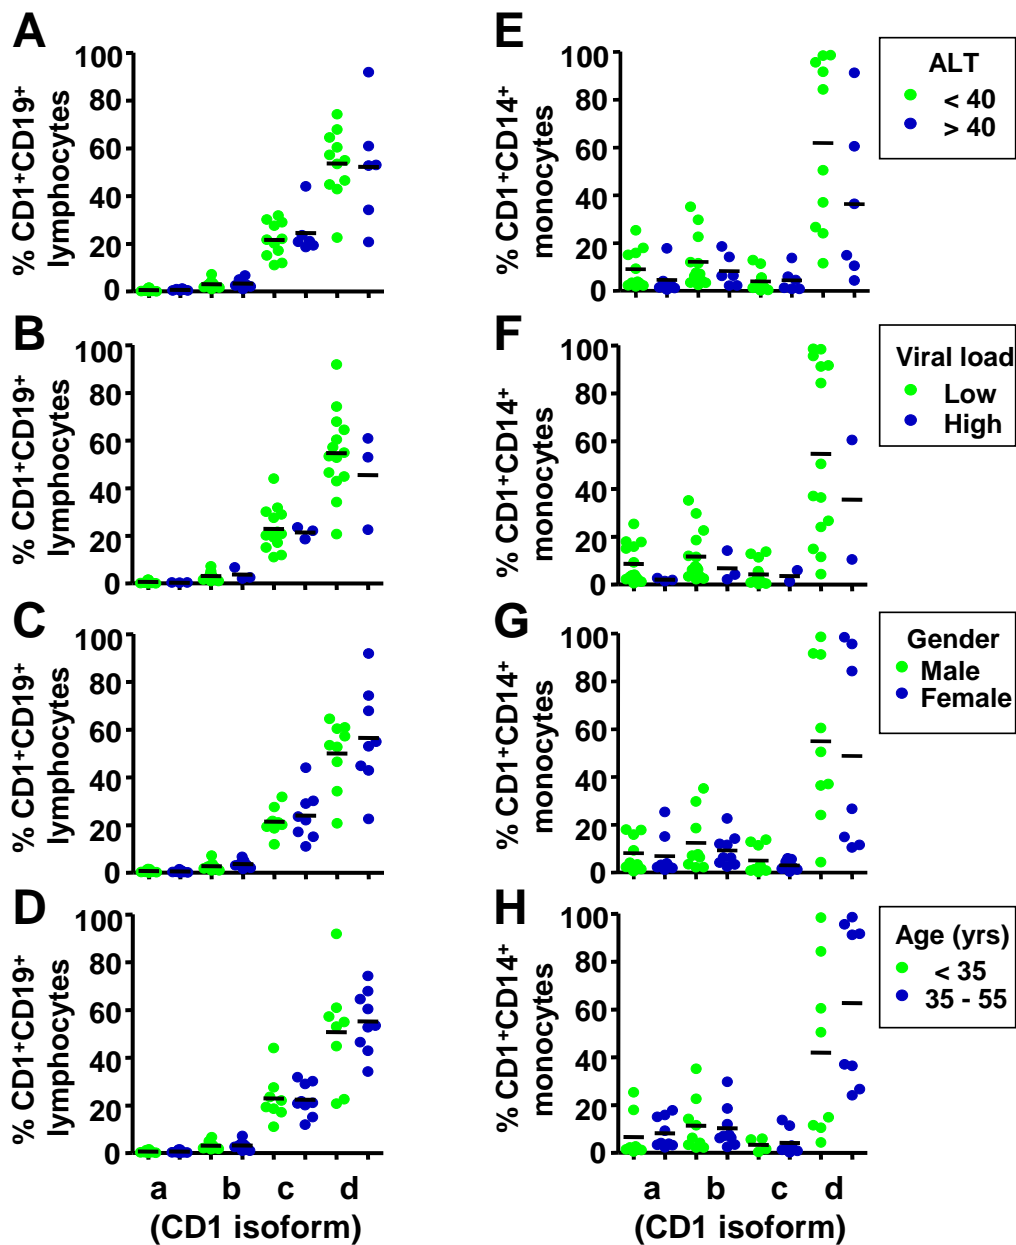 A
% CD1+CD19+
lymphocytes
100
80
60
40
20
0
E
% CD1+CD14+
monocytes
100
80
60
40
20
0
ALT
< 40
> 40
B
% CD1+CD19+
lymphocytes
100
80
60
40
20
0
F
% CD1+CD14+
monocytes
100
80
60
40
20
0
Viral load
Low
High
C
% CD1+CD19+
lymphocytes
100
80
60
40
20
0
G
% CD1+CD14+
monocytes
100
80
60
40
20
0
Gender
Male
Female
D
% CD1+CD19+
lymphocytes
100
80
60
40
20
0
a b c d
(CD1 isoform)
H
% CD1+CD14+
monocytes
100
80
60
40
20
0
a b c d
(CD1 isoform)
Age (yrs)
< 35
35 - 55